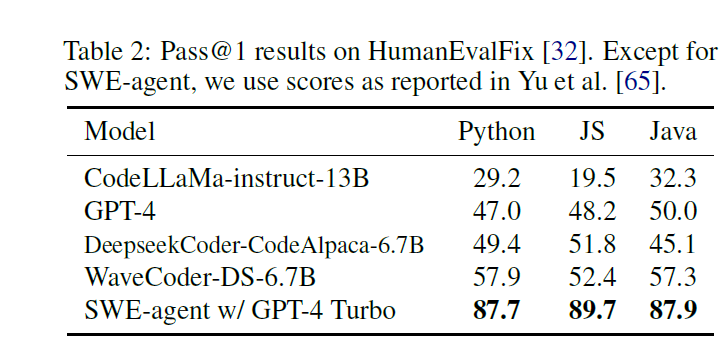 Table 2: Pass@1 results on HumanEvalFix [32]. Except for
SWE-agent, we use scores as reported in Yu et al. [65].
Model Python JS Java
CodeLLaMa-instruct-13B 29.2 19.5 32.3
GPT-4 47.0 48.2 50.0
DeepseekCoder-CodeAlpaca-6.7B 49.4 51.8 45.1
WaveCoder-DS-6.7B 57.9 52.4 57.3
SWE-agent w/ GPT-4 Turbo 87.7 89.7 87.9